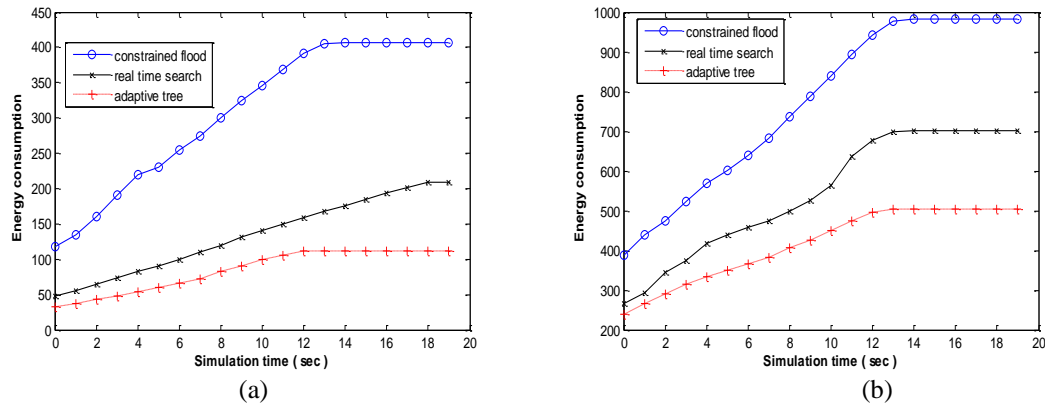 450
400
350
300
250
200
150
100
50
0
Energy consumption
constrained flood
real time search
adaptive tree
0 2 4 6 8 10 12 14 16 18 20
Simulation time ( sec )
(a)
1000
900
800
700
600
500
400
300
200
Energy consumption
constrained flood
real time search
adaptive tree
0 2 4 6 8 10 12 14 16 18 20
Simulation time ( sec )
(b)